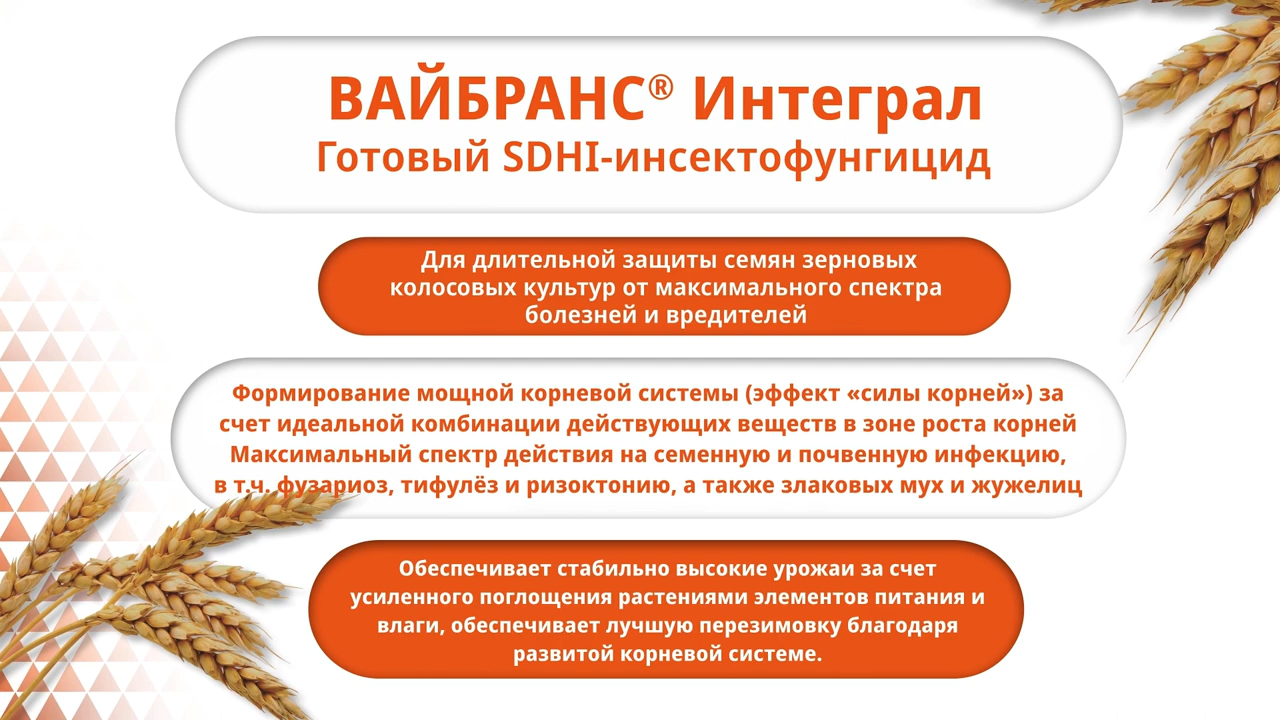 ВАЙБРАНС® Интеграл
Готовый SDHI-инсектофунгицид
Для длительной защиты семян зерновых
колосовых культур от максимального спектра
болезней и вредителей
Формирование мощной корневой системы (эффект «силы корней») за
счет идеальной комбинации действующих веществ в зоне роста корней
Максимальный спектр действия на семенную и почвенную инфекцию,
в т.ч. фузариоз, тифулёз и ризоктонию, а также злаковых мух и жужелиц
Обеспечивает стабильно высокие урожаи за счет
усиленного поглощения растениями элементов питания и
влаги, обеспечивает лучшую перезимовку благодаря
развитой корневой системе.